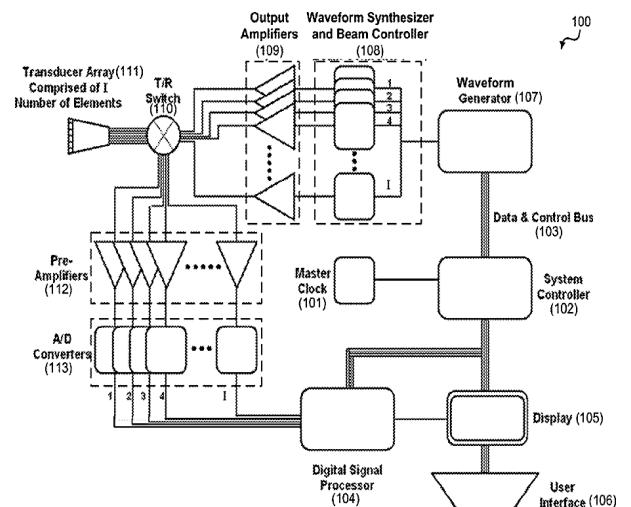 100
Output
Amplifiers (109)
Waveform Synthesizer
and Beam Controller (108)
Transducer Array (111)
Comprised of I
Number of Elements
T/R
Switch
(110)
1
2
3
4
I
Waveform
Generator (107)
Data & Control Bus
(103)
Pre-
Amplifiers
(112)
Master
Clock
(101)
System
Controller
(102)
A/D
Converters
(113)
1
2
3
4
I
Display (105)
Digital Signal
Processor
(104)
User
Interface (106)